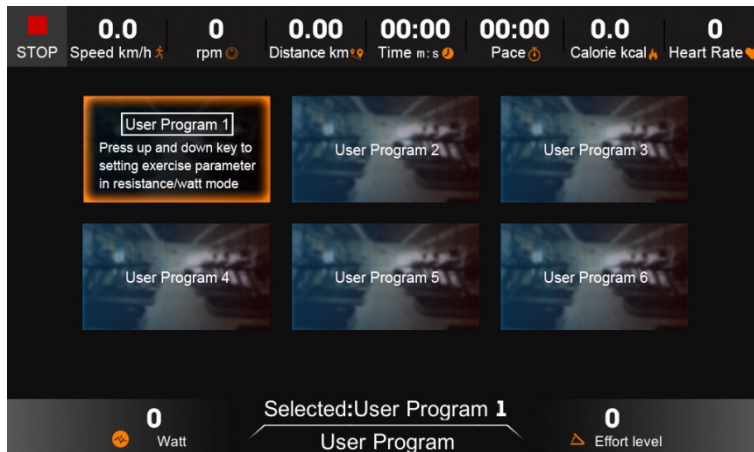 0.0 0 0.00 00:00 00:00 0.0 0
STOP Speed km/h rpm Distance km Time m:s Pace Calorie kcal Heart Rate
User Program 1
Press up and down key to
setting exercise parameter
in resistance/watt mode
User Program 2
User Program 3
User Program 4
User Program 5
User Program 6
0 Selected:User Program 1 0
Watt User Program Effort level